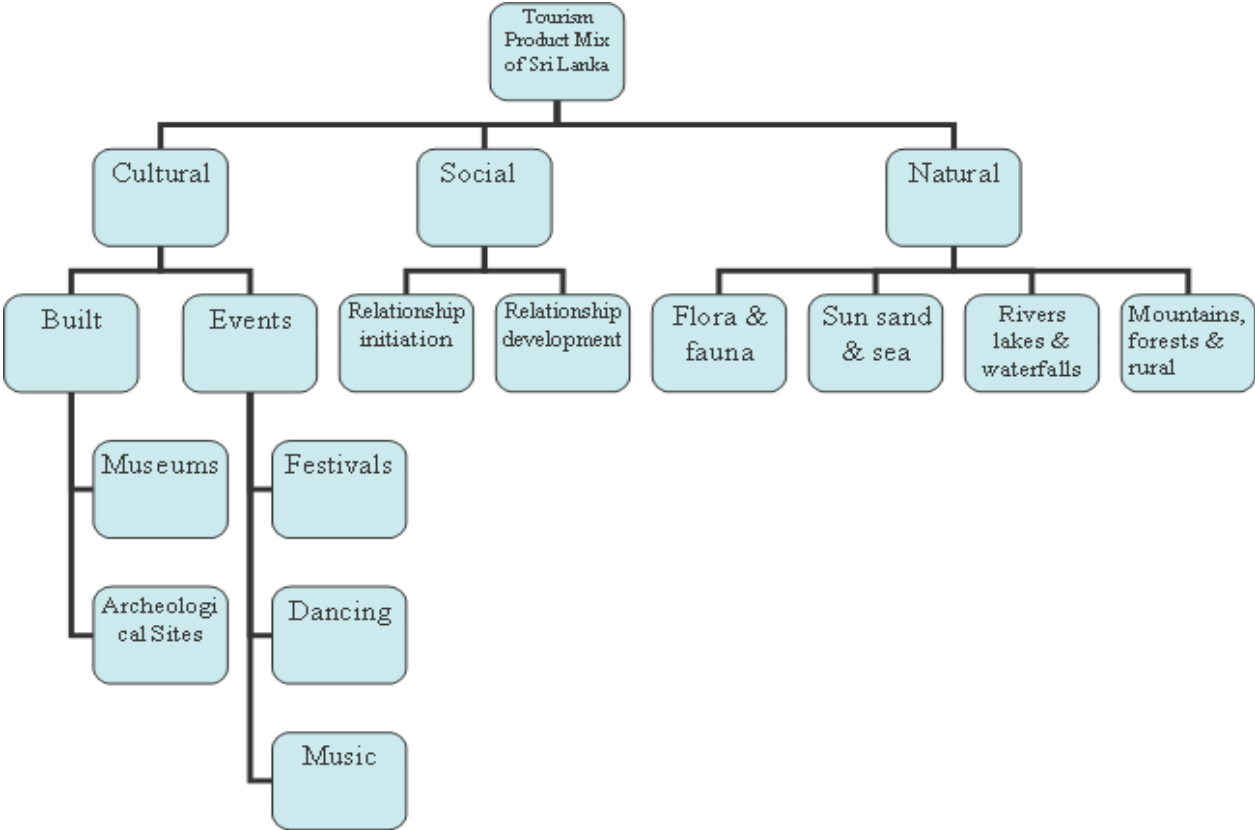 Tourism
Product Mix
of Sri Lanka
Cultural
Social
Natural
Built
Events
Relationship
initiation
Relationship
development
Flora &
fauna
Sun sand
& sea
Rivers
lakes &
waterfalls
Mountains,
forests &
rural
Museums
Festivals
Archeologi
cal Sites
Dancing
Music